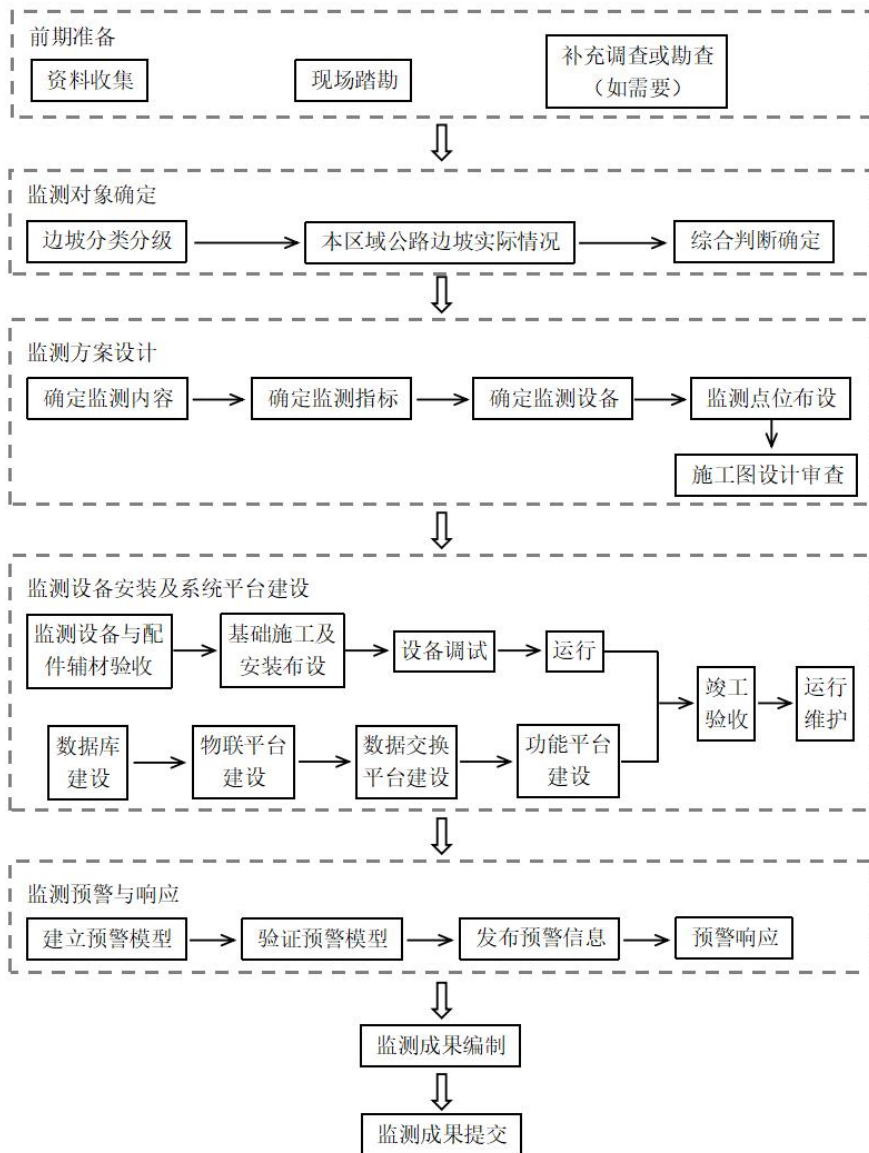 前期准备
资料收集
现场踏勘
补充调查或勘查
（如需要）
监测对象确定
边坡分类分级
本区域公路边坡实际情况
综合判断确定
监测方案设计
确定监测内容
确定监测指标
确定监测设备
监测点位布设
施工图设计审查
监测设备安装及系统平台建设
监测设备与配
件辅材验收
基础施工及
安装布设
设备调试
运行
竣工
验收
运行
维护
数据库
建设
物联平台
建设
数据交换
平台建设
功能平台
建设
监测预警与响应
建立预警模型
验证预警模型
发布预警信息
预警响应
监测成果编制
监测成果提交